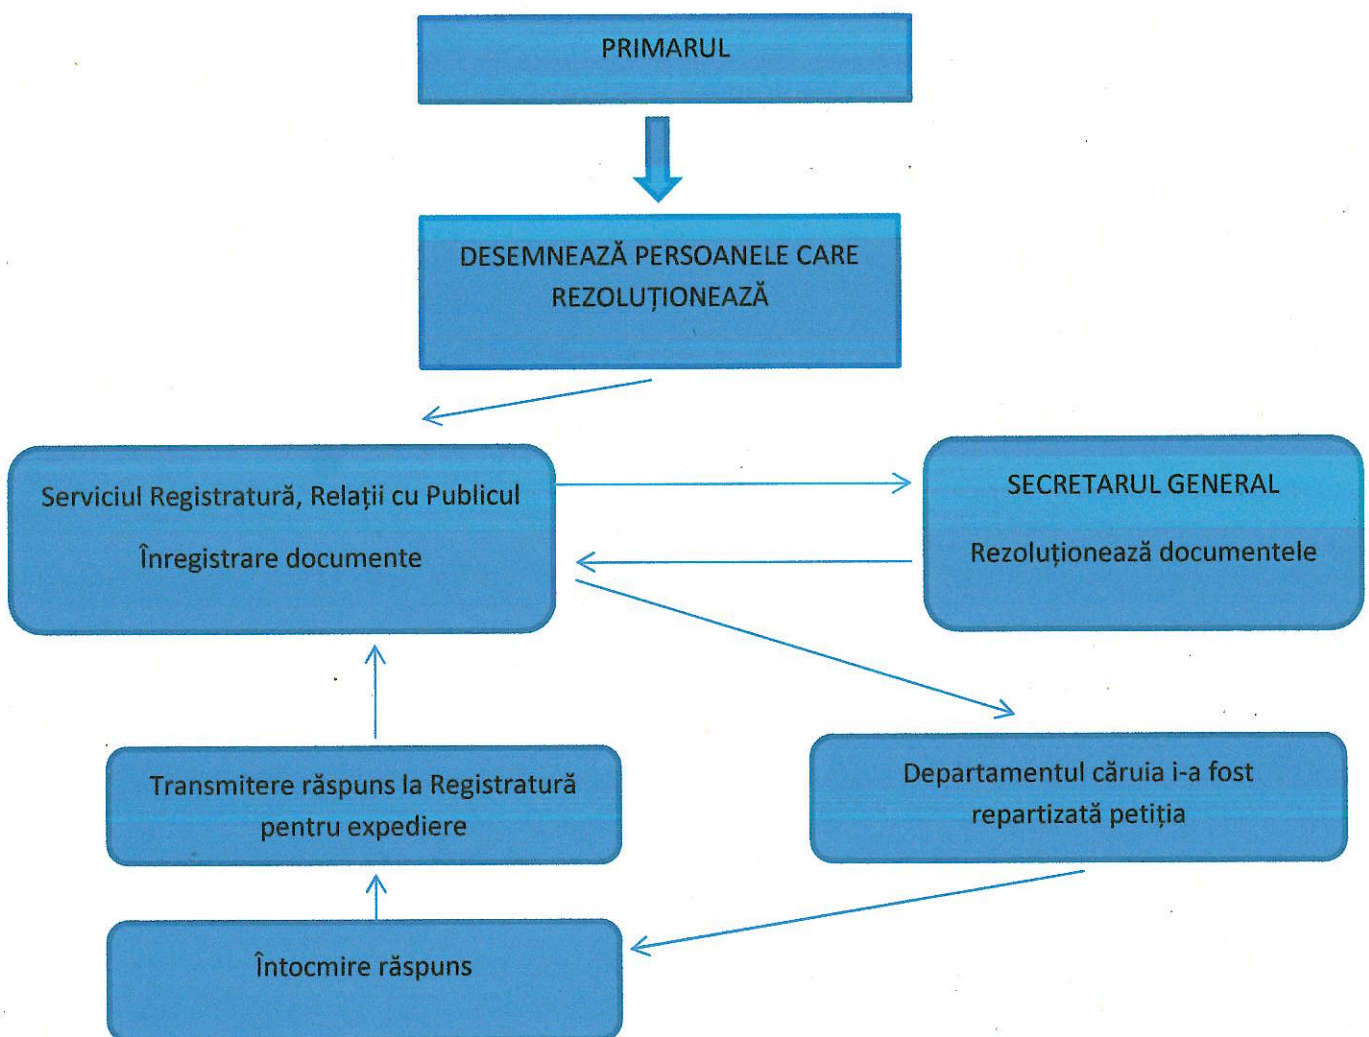 PRIMARUL
DESEMNEAZĂ PERSOANELE CARE
REZOLUȚIONEAZĂ
Serviciul Registratură, Relații cu Publicul
Înregistrare documente
SECRETARUL GENERAL
Rezoluționează documentele
Transmitere răspuns la Registratură
pentru expediere
Departamentul căruia i-a fost
repartizată petiția
Întocmire răspuns